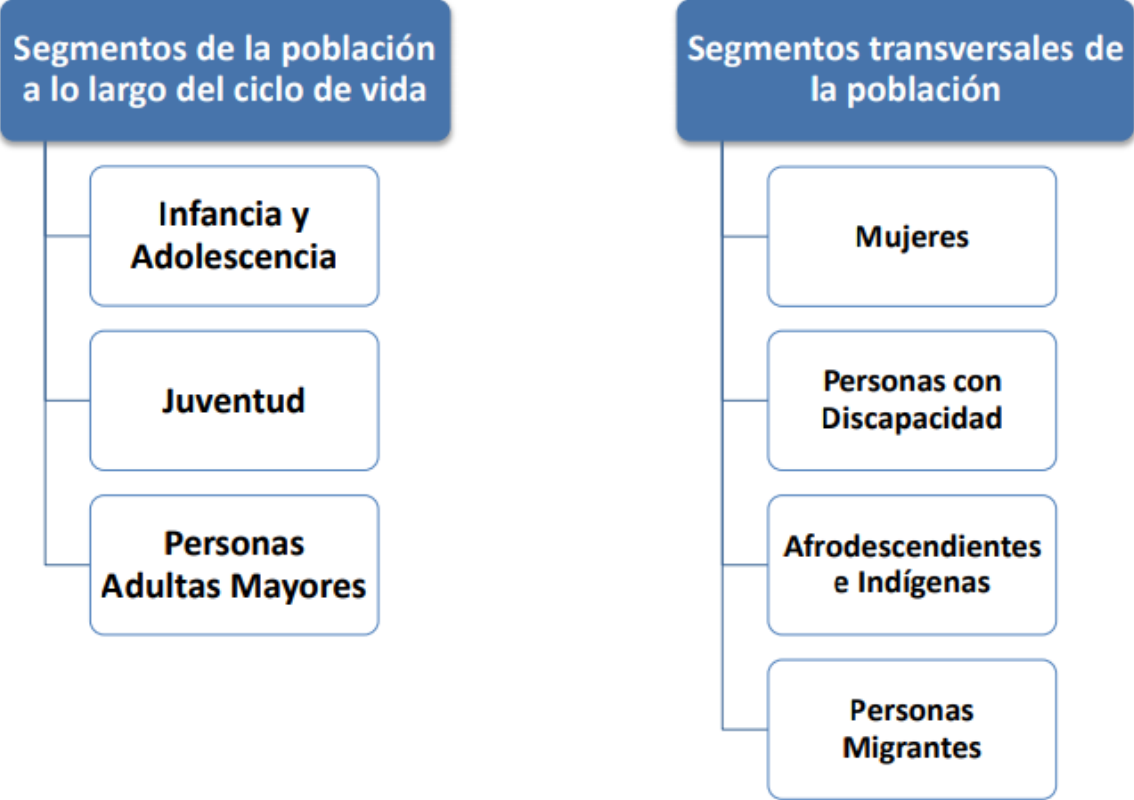 Segmentos de la población
a lo largo del ciclo de vida
Infancia y
Adolescencia
Juventud
Personas
Adultas Mayores
Segmentos transversales de
la población
Mujeres
Personas con
Discapacidad
Afrodescendientes
e Indígenas
Personas
Migrantes